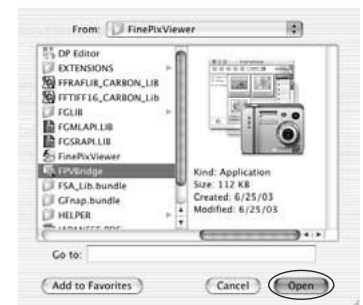 From: FinePixViewer
DP Editor
EXTENSIONS
FFRAFLIB_CARBON_LIB
FFTIFF16_CARBON_Lib
FGLIB
FGMLAPI.LIB
FGSRAPI.LIB
FinePixViewer
FPVBridge
FSA_Lib.bundle
GFnap.bundle
HELPER
Kind: Application
Size: 112 KB
Created: 6/25/03
Modified: 6/25/03
Go to:
Add to Favorites
Cancel
Open